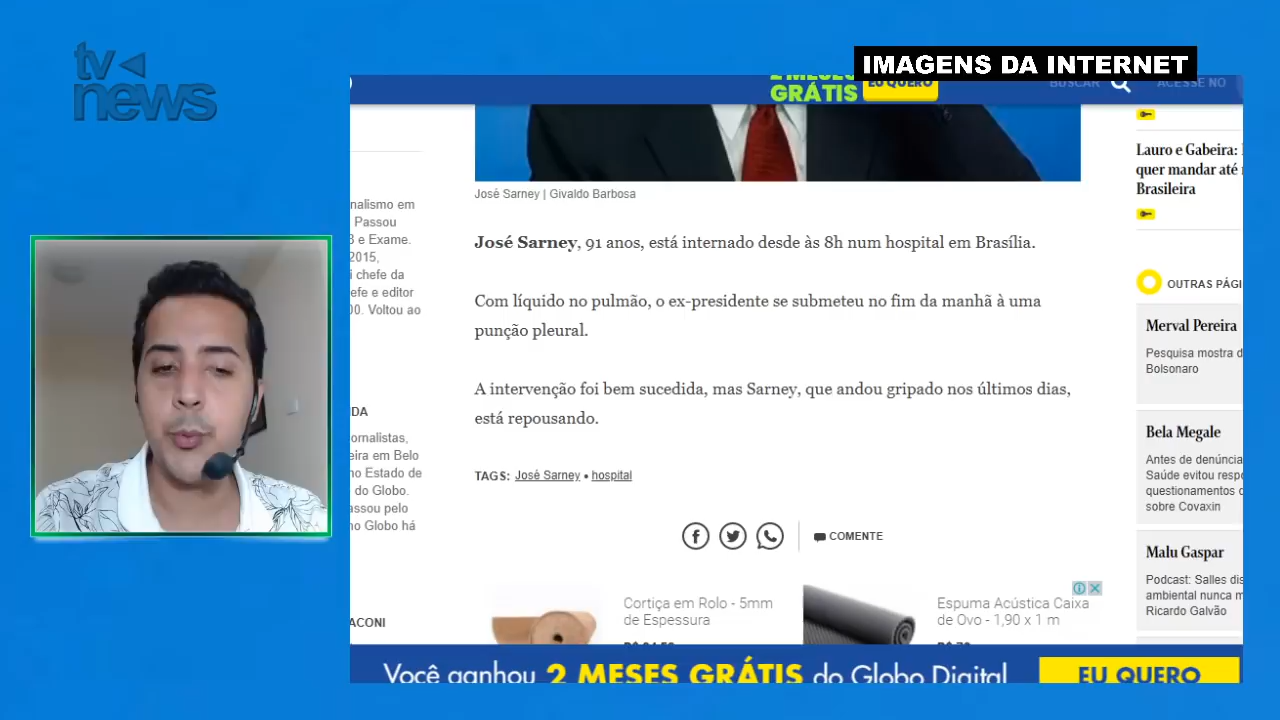 tv
news
IMAGENS DA INTERNET
2 MESES
GRÁTIS
EU QUERO
BUSCAR
ACESSE NO
nalismo em
Passou
e Exame.
2015,
i chefe da
efe e editor
00. Voltou ao
DA
ornalistas,
eira em Belo
no Estado de
do Globo.
assou pelo
no Globo há
ACONI
José Sarney | Givaldo Barbosa
José Sarney, 91 anos, está internado desde às 8h num hospital em Brasília.
Com líquido no pulmão, o ex-presidente se submeteu no fim da manhã à uma
punção pleural.
A intervenção foi bem sucedida, mas Sarney, que andou gripado nos últimos dias,
está repousando.
TAGS: José Sarney • hospital
COMENTE
Cortiça em Rolo - 5mm
de Espessura
Espuma Acústica Caixa
de Ovo - 1,90 x 1 m
Lauro e Gabeira:
quer mandar até
Brasileira
OUTRAS PÁGI
Merval Pereira
Pesquisa mostra d
Bolsonaro
Bela Megale
Antes de denúncia
Saúde evitou resp
questionamentos
sobre Covaxin
Malu Gaspar
Podcast: Salles dis
ambiental nunca m
Ricardo Galvão
Você ganhou 2 MESES GRÁTIS do Globo Digital
EU QUERO